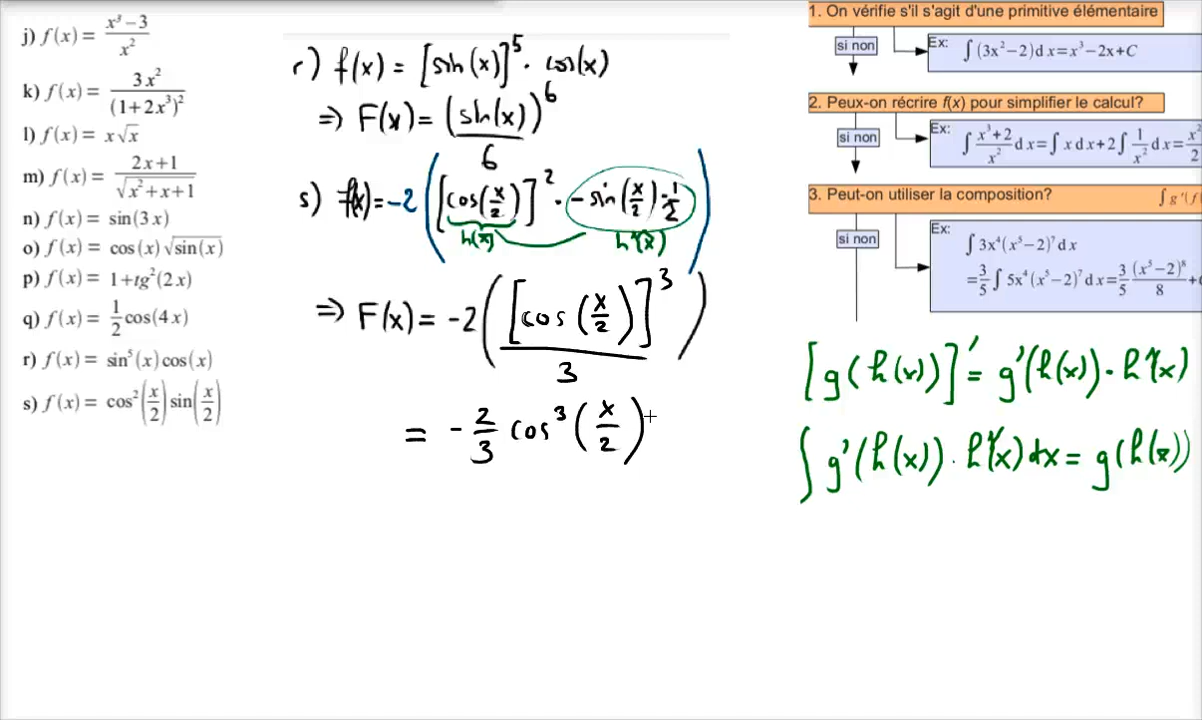 j) f(x) = (x³−3)/x²
k) f(x) = 3x²/(1+2x³)²
l) f(x) = x√x
m) f(x) = (2x+1)/√(x²+x+1)
n) f(x) = sin(3x)
o) f(x) = cos(x)√sin(x)
p) f(x) = 1+tg²(2x)
q) f(x) = 1/2 cos(4x)
r) f(x) = sin⁵(x)cos(x)
s) f(x) = cos²(x/2)sin(x/2)
r) f(x) = [sin(x)]⁵ · cos(x)
⇒ F(x) = (sin(x))⁶/6
s) f(x) = −2([cos(x/2)]² · −sin(x/2)·1/2)
h(x) h'(x)
⇒ F(x) = −2([cos(x/2)]³/3)
= −2/3 cos³(x/2)
1. On vérifie s'il s'agit d'une primitive élémentaire
si non
Ex: ∫(3x²−2)dx=x³−2x+C
2. Peux-on récrire f(x) pour simplifier le calcul?
si non
Ex: ∫(x³+2)/x² dx=∫x dx+2∫1/x² dx=x²/2
3. Peut-on utiliser la composition? ∫g'(f
si non
Ex:
∫3x⁴(x⁵−2)⁷dx
=3/5∫5x⁴(x⁵−2)⁷dx=3/5 (x⁵−2)⁸/8+
[g(h(x))]' = g'(h(x)) · h'(x)
∫g'(h(x)) · h'(x)dx = g(h(x))